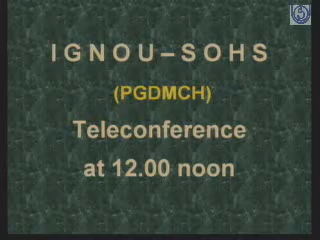 I G N O U – S O H S
(PGDMCH)
Teleconference
at 12.00 noon